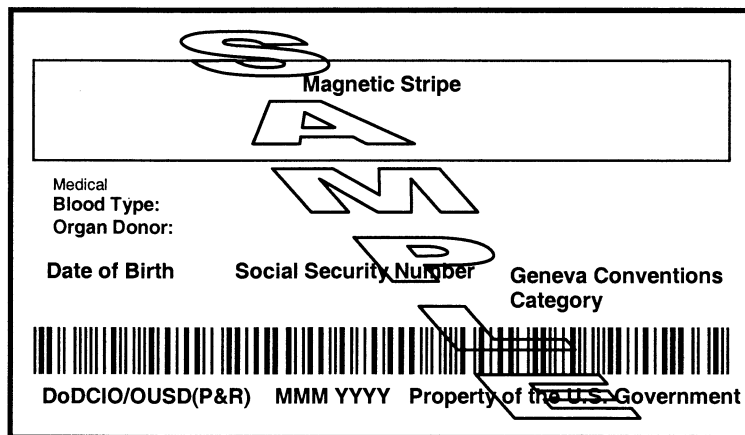 SAMPLE
Magnetic Stripe
Medical
Blood Type:
Organ Donor:
Date of Birth Social Security Number Geneva Conventions
Category
DoDCIO/OUSD(P&R) MMM YYYY Property of the U.S. Government